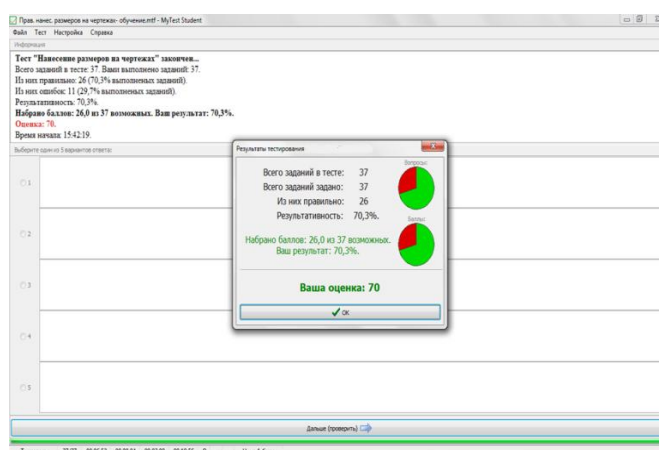 Прав. нанес. размеров на чертежах- обучение.mtf - MyTest Student
Файл Тест Настройка Справка
Информация
Тест "Нанесение размеров на чертежах" закончен...
Всего заданий в тесте: 37. Вами выполнено заданий: 37.
Из них правильно: 26 (70,3% выполненных заданий).
Из них ошибок: 11 (29,7% выполненных заданий).
Результативность: 70,3%.
Набрано баллов: 26,0 из 37 возможных. Ваш результат: 70,3%.
Оценка: 70.
Время начала: 15:42:19.
Выберите один из 5 вариантов ответа:
1
2
3
4
5
Результаты тестирования
Вопросы:
Всего заданий в тесте: 37
Всего заданий задано: 37
Из них правильно: 26
Результативность: 70,3%.
Баллы:
Набрано баллов: 26,0 из 37 возможных.
Ваш результат: 70,3%.
Ваша оценка: 70
OK
Дальше (проверить)